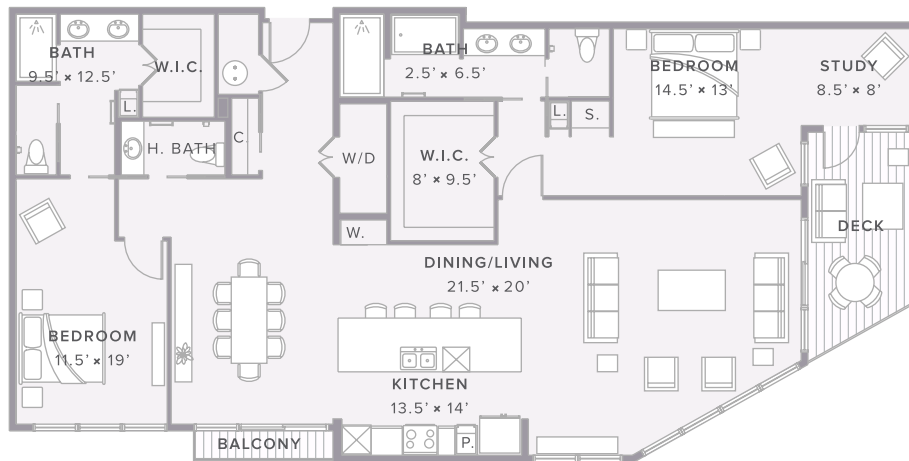 BATH
9.5’ × 12.5’
W.I.C.
L.
H. BATH
C.
W/D
W.
BATH
2.5’ × 6.5’
W.I.C.
8’ × 9.5’
L.
S.
BEDROOM
14.5’ × 13’
STUDY
8.5’ × 8’
DECK
DINING/LIVING
21.5’ × 20’
BEDROOM
11.5’ × 19’
KITCHEN
13.5’ × 14’
P.
BALCONY